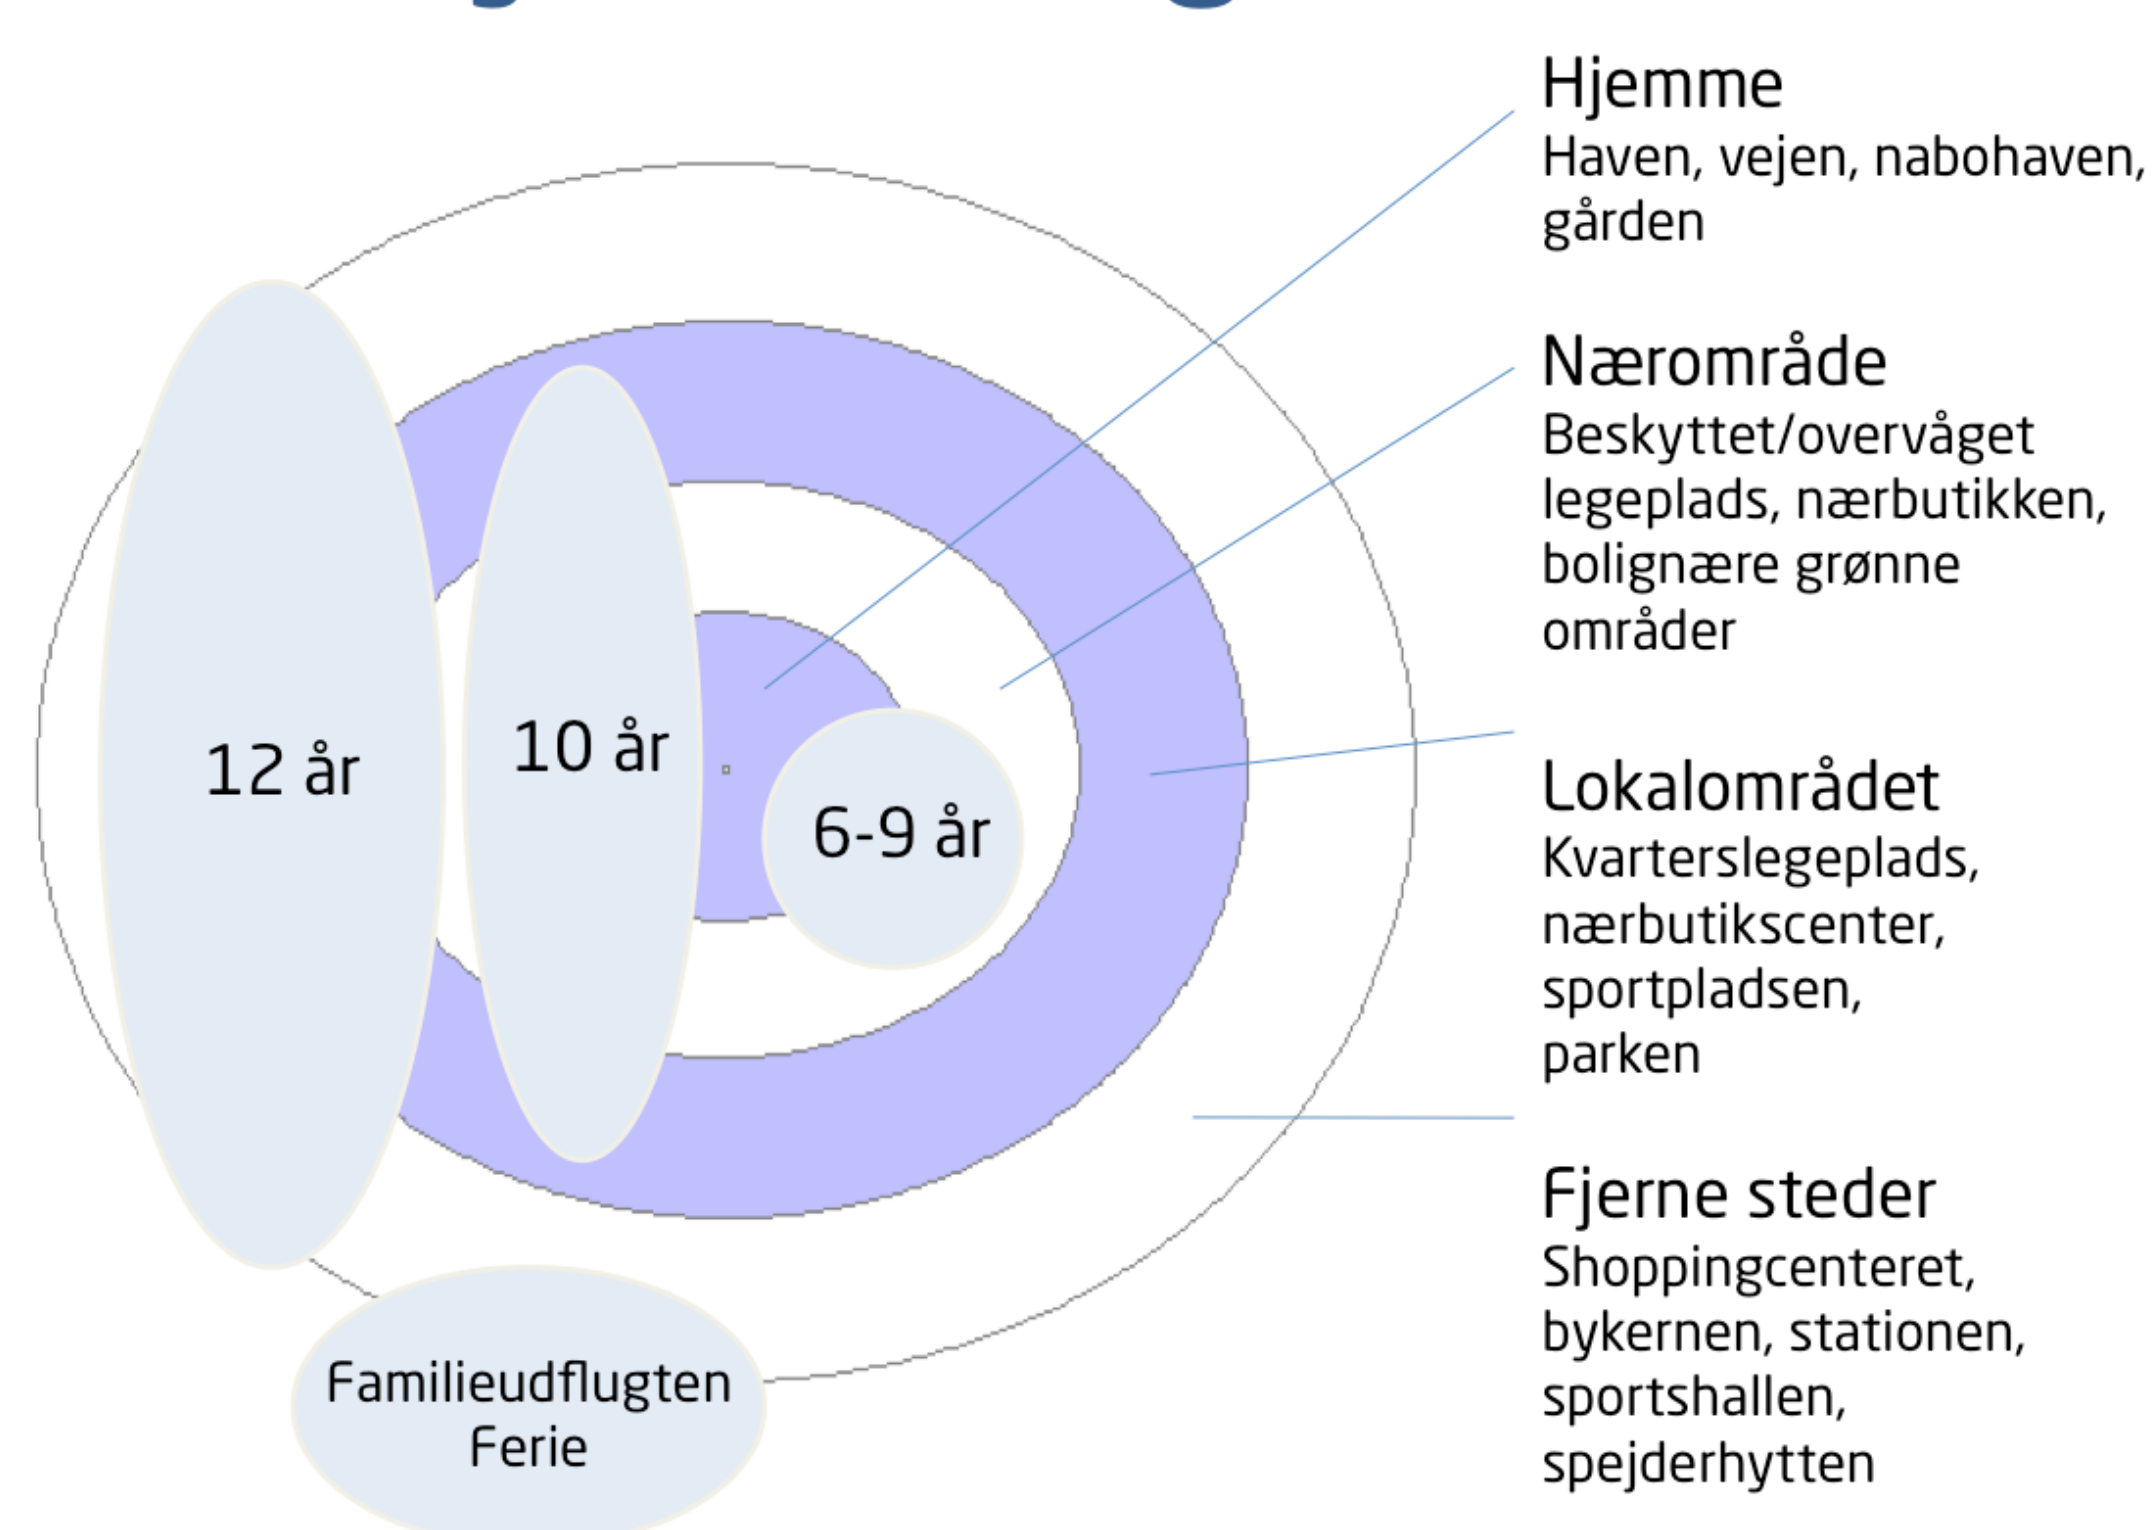 Hjemme
Haven, vejen, nabohaven,
gården
Nærområde
Beskyttet/overvåget
legeplads, nærbutikken,
bolignære grønne
områder
Lokalområdet
Kvarterslegeplads,
nærbutikscenter,
sportpladsen,
parken
Fjerne steder
Shoppingcenteret,
bykernen, stationen,
sportshallen,
spejderhytten
12 år
10 år
6-9 år
Familieudflugten
Ferie